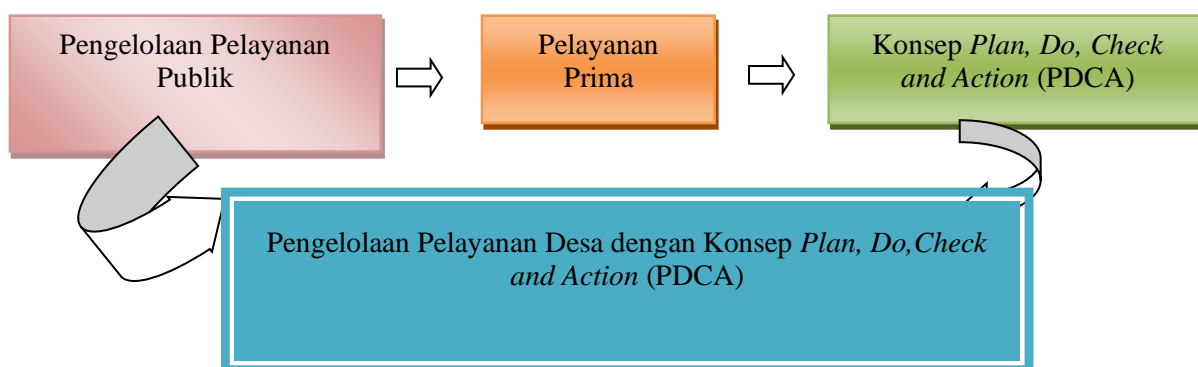 Pengelolaan Pelayanan
Publik
Pelayanan
Prima
Konsep Plan, Do, Check
and Action (PDCA)
Pengelolaan Pelayanan Desa dengan Konsep Plan, Do,Check
and Action (PDCA)